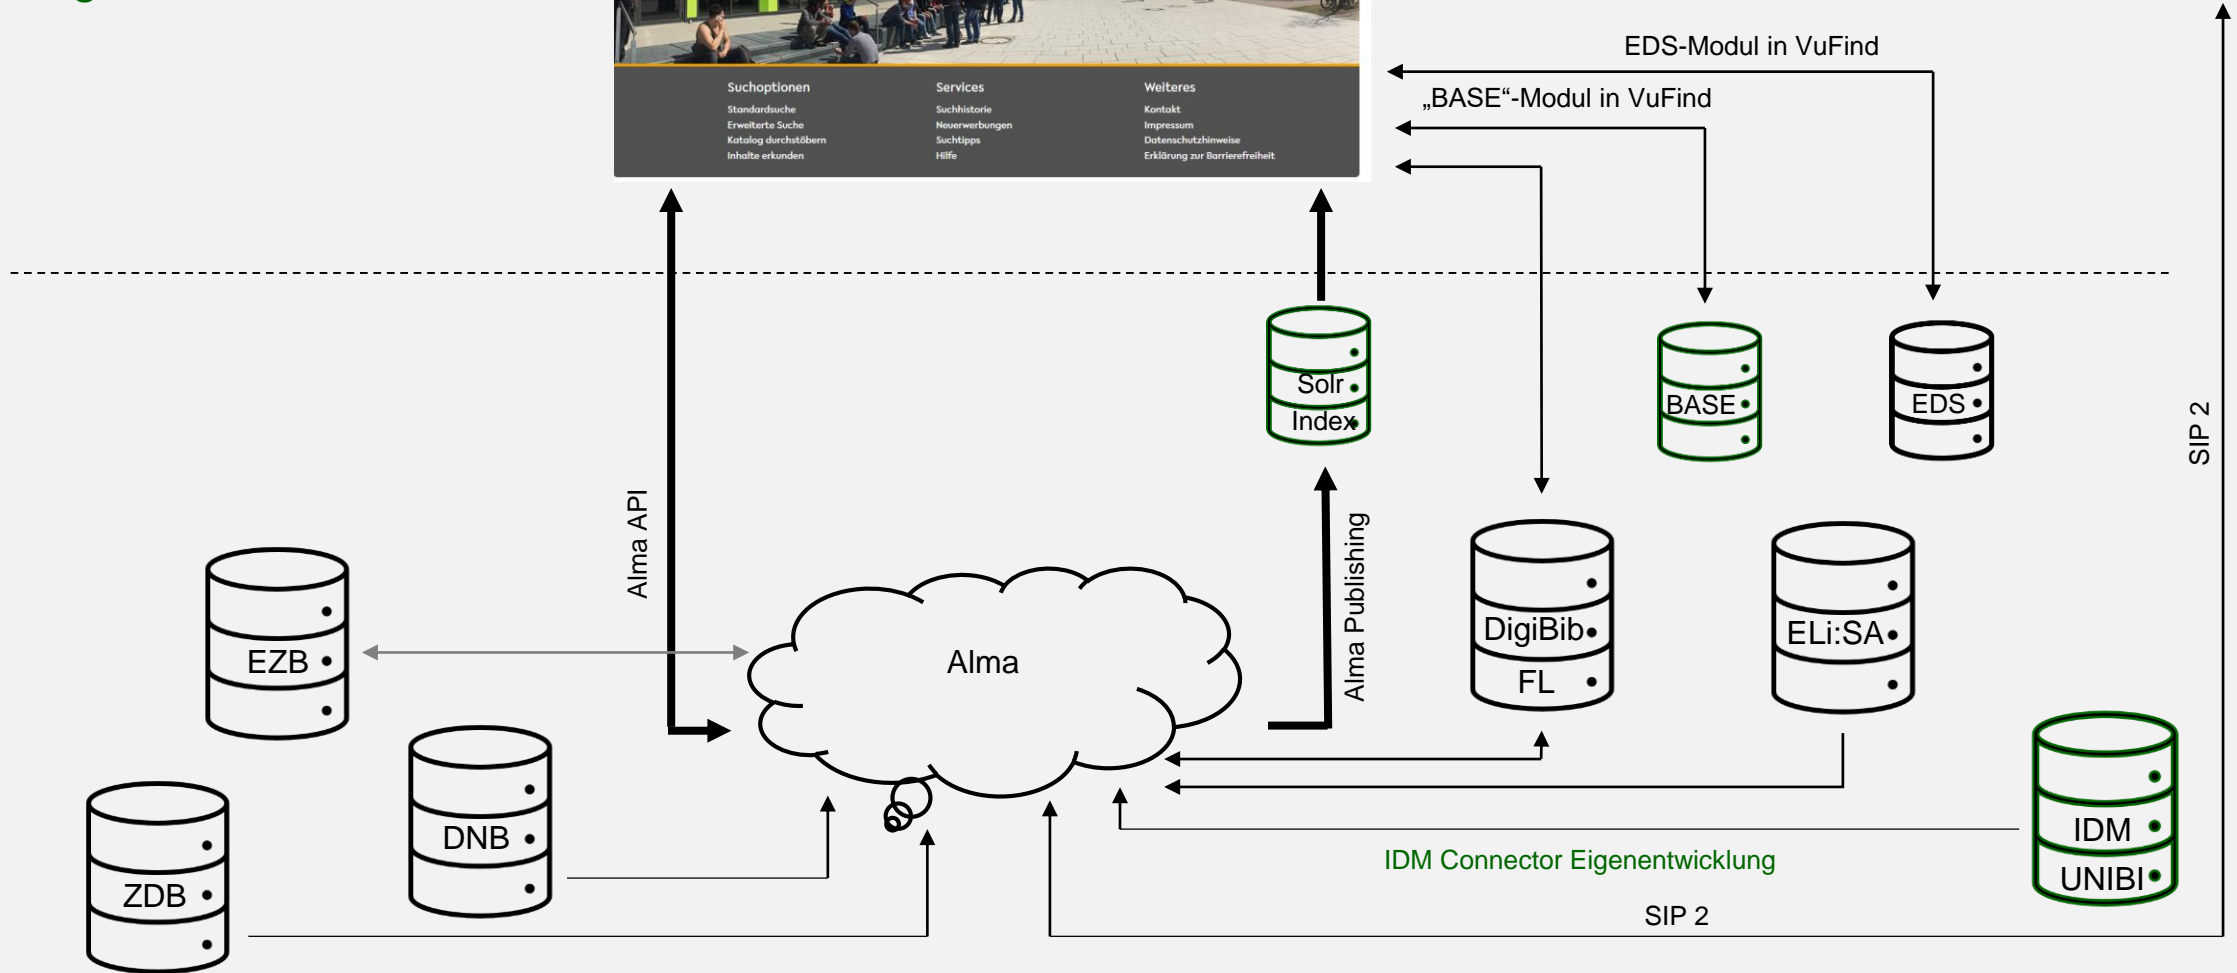 EDS-Modul in VuFind
„BASE“-Modul in VuFind
Suchoptionen
Standardsuche
Erweiterte Suche
Katalog durchstöbern
Inhalte erkunden
Services
Suchhistorie
Neuerwerbungen
Suchtipps
Hilfe
Weiteres
Kontakt
Impressum
Datenschutzhinweise
Erklärung zur Barrierefreiheit
Solr
Index
BASE
EDS
SIP 2
Alma API
Alma Publishing
EZB
Alma
DigiBib
FL
ELi:SA
DNB
ZDB
IDM
UNIBI
IDM Connector Eigenentwicklung
SIP 2